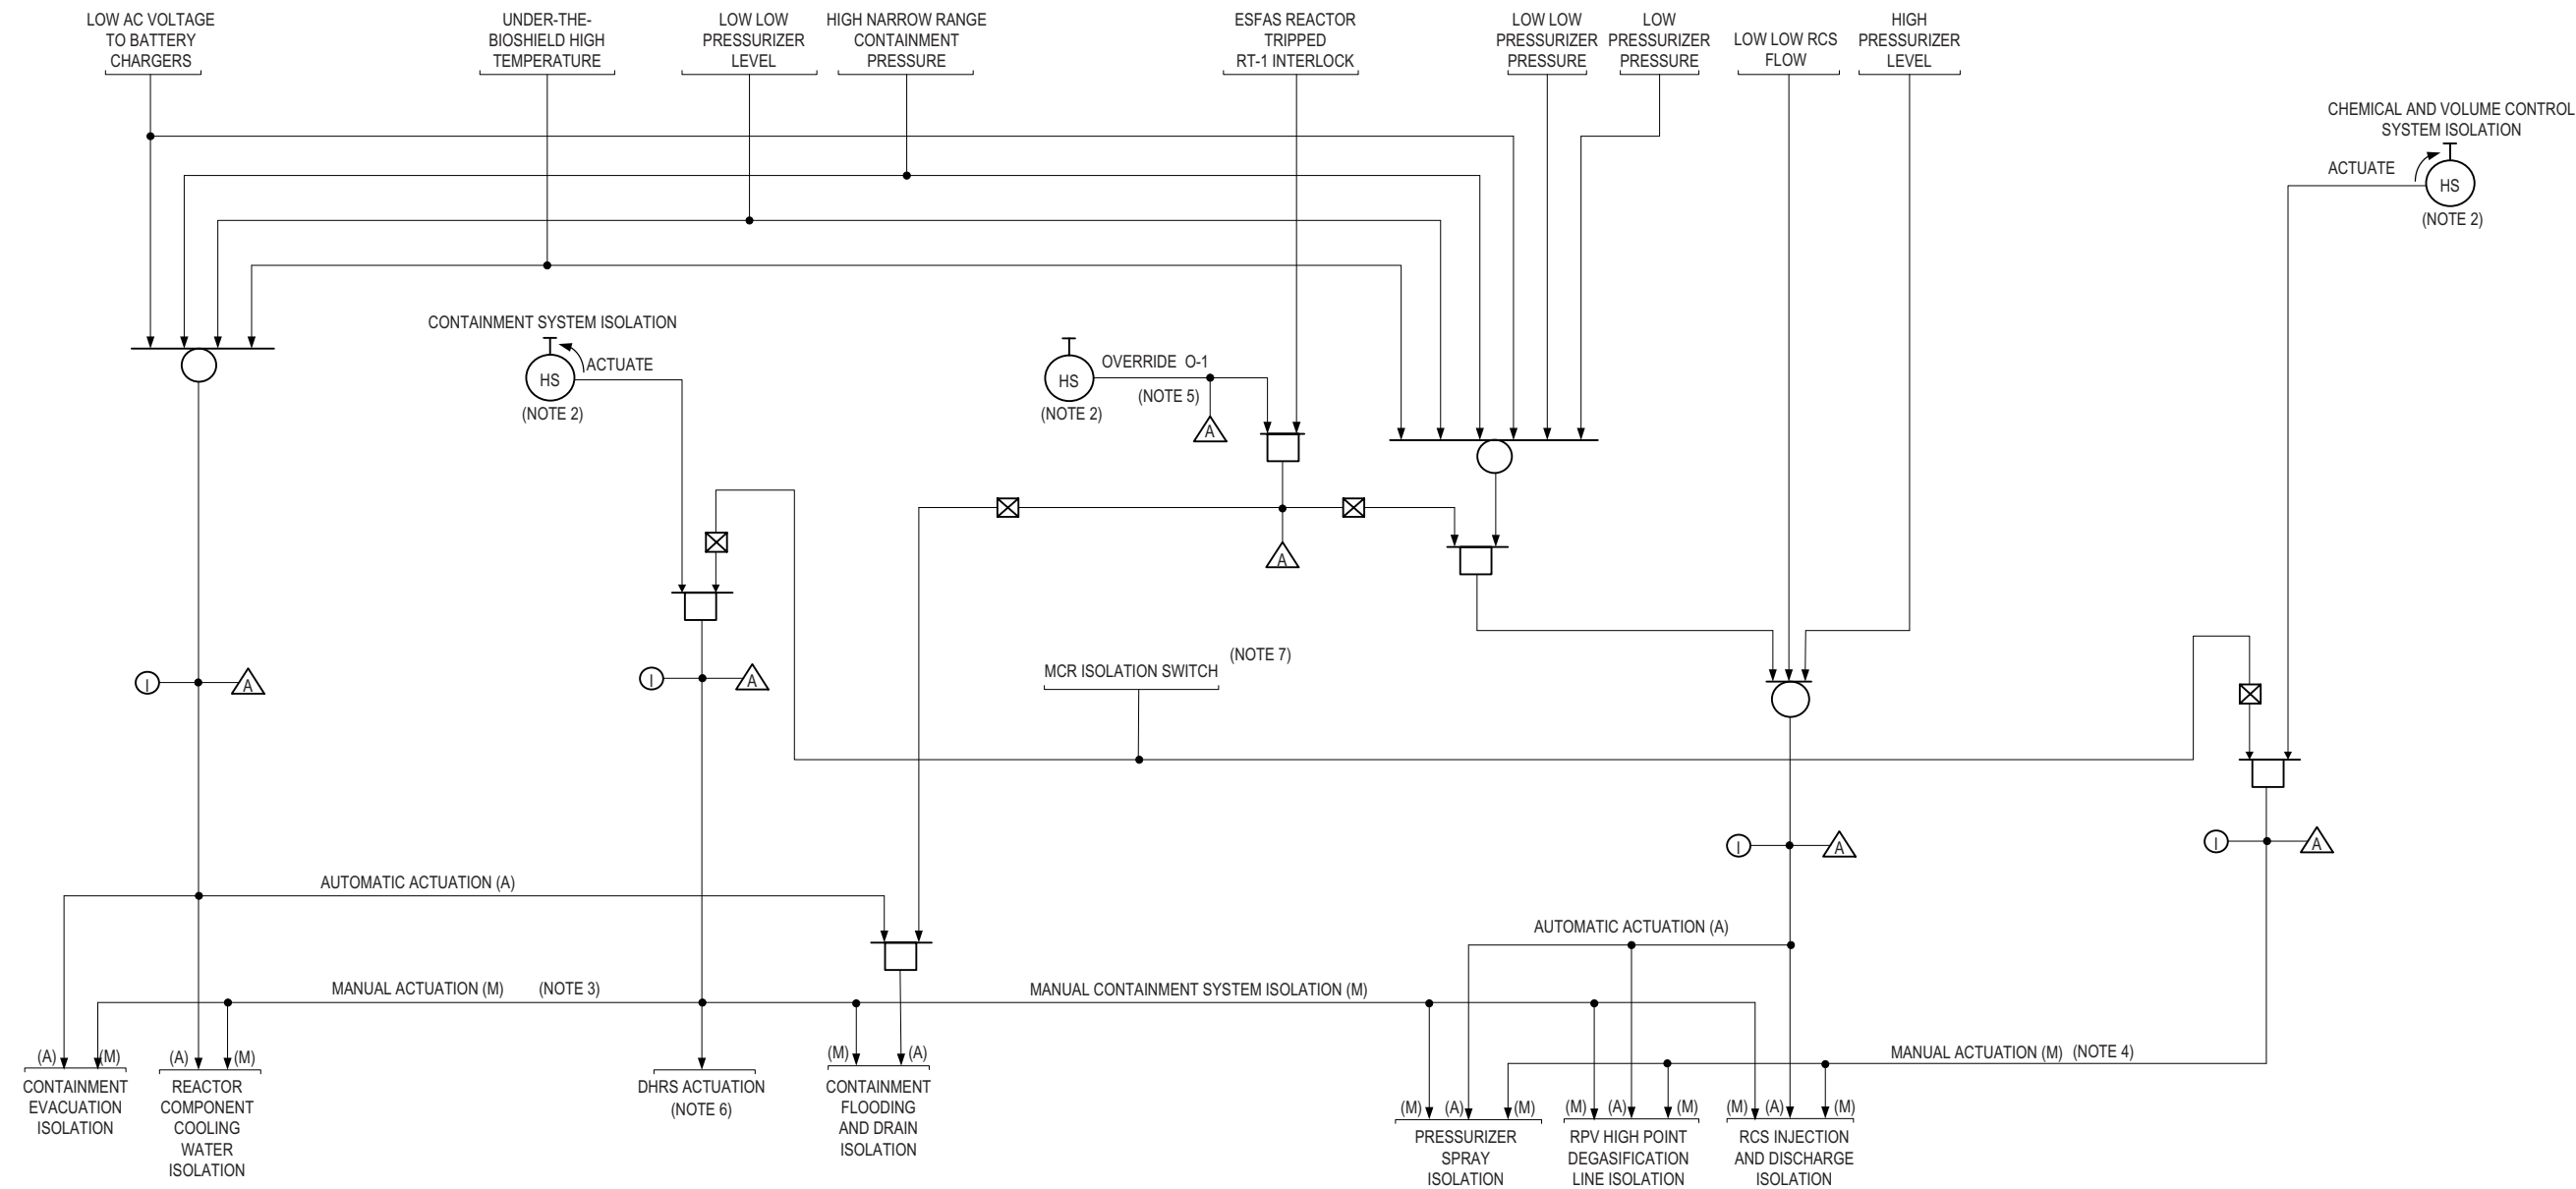 LOW AC VOLTAGE
TO BATTERY
CHARGERS
UNDER-THE-
BIOSHIELD HIGH
TEMPERATURE
LOW LOW
PRESSURIZER
LEVEL
HIGH NARROW RANGE
CONTAINMENT
PRESSURE
ESFAS REACTOR
TRIPPED
RT-1 INTERLOCK
LOW LOW
PRESSURIZER
PRESSURE
LOW
PRESSURIZER
PRESSURE
LOW LOW RCS
FLOW
HIGH
PRESSURIZER
LEVEL
CHEMICAL AND VOLUME CONTROL
SYSTEM ISOLATION
ACTUATE
HS
(NOTE 2)
CONTAINMENT SYSTEM ISOLATION
ACTUATE
HS
(NOTE 2)
HS
(NOTE 2)
OVERRIDE O-1
(NOTE 5)
A
A
MCR ISOLATION SWITCH
(NOTE 7)
I
A
I
A
I
A
I
A
AUTOMATIC ACTUATION (A)
AUTOMATIC ACTUATION (A)
MANUAL ACTUATION (M)
(NOTE 3)
MANUAL CONTAINMENT SYSTEM ISOLATION (M)
MANUAL ACTUATION (M)
(NOTE 4)
(A)
(M)
CONTAINMENT
EVACUATION
ISOLATION
(A)
(M)
REACTOR
COMPONENT
COOLING
WATER
ISOLATION
DHRS ACTUATION
(NOTE 6)
(M)
(A)
CONTAINMENT
FLOODING
AND DRAIN
ISOLATION
(M)
(A)
(M)
PRESSURIZER
SPRAY
ISOLATION
(M)
(A)
(M)
RPV HIGH POINT
DEGASIFICATION
LINE ISOLATION
(M)
(A)
(M)
RCS INJECTION
AND DISCHARGE
ISOLATION